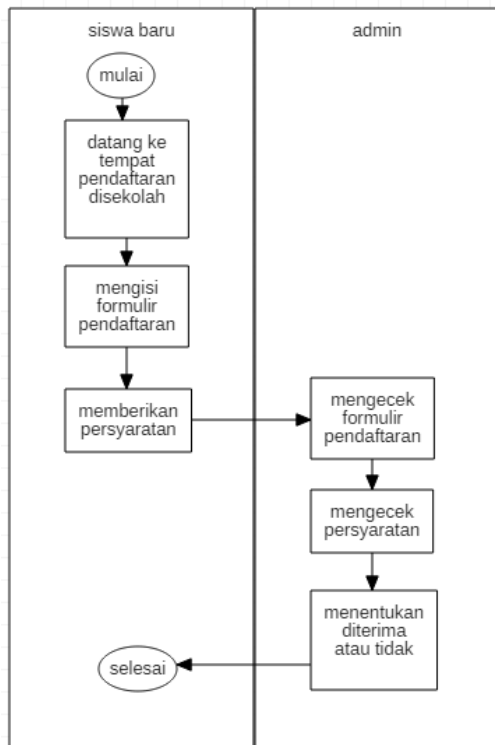 siswa baru
admin
mulai
datang ke
tempat
pendaftaran
disekolah
mengisi
formulir
pendaftaran
memberikan
persyaratan
mengecek
formulir
pendaftaran
mengecek
persyaratan
menentukan
diterima
atau tidak
selesai